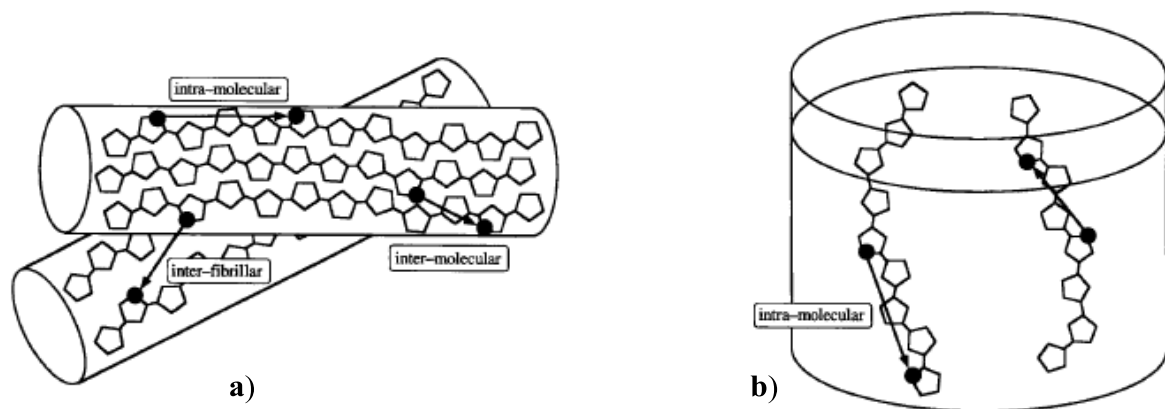 intra-molecular
inter-fibrillar
inter-molecular
a)
intra-molecular
b)